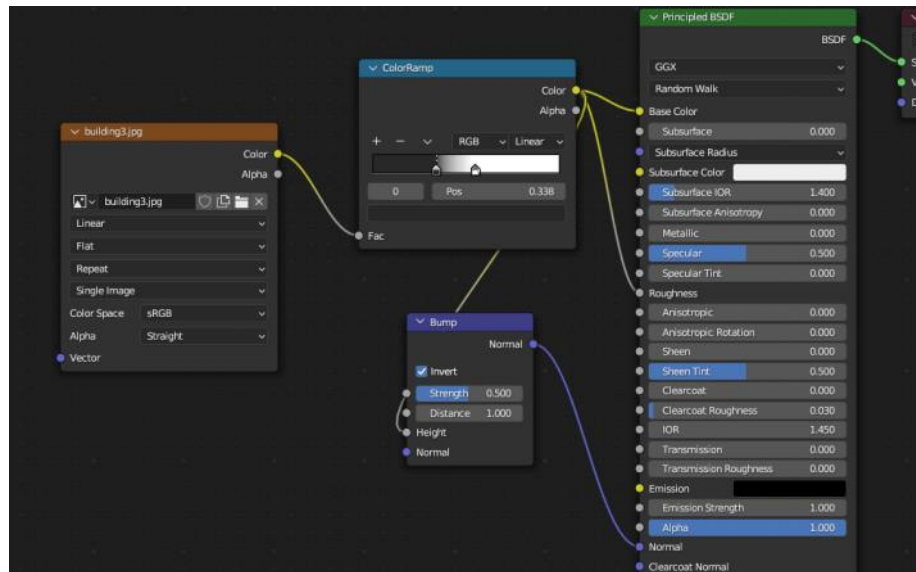 building3.jpg
Color
Alpha
building3.jpg
Linear
Flat
Repeat
Single Image
Color Space sRGB
Alpha Straight
Vector
ColorRamp
Color
Alpha
+ − RGB Linear
0 Pos 0.338
Fac
Bump
Normal
Invert
Strength 0.500
Distance 1.000
Height
Normal
Principled BSDF
BSDF
GGX
Random Walk
Base Color
Subsurface 0.000
Subsurface Radius
Subsurface Color
Subsurface IOR 1.400
Subsurface Anisotropy 0.000
Metallic 0.000
Specular 0.500
Specular Tint 0.000
Roughness
Anisotropic 0.000
Anisotropic Rotation 0.000
Sheen 0.000
Sheen Tint 0.500
Clearcoat 0.000
Clearcoat Roughness 0.030
IOR 1.450
Transmission 0.000
Transmission Roughness 0.000
Emission
Emission Strength 1.000
Alpha 1.000
Normal
Clearcoat Normal